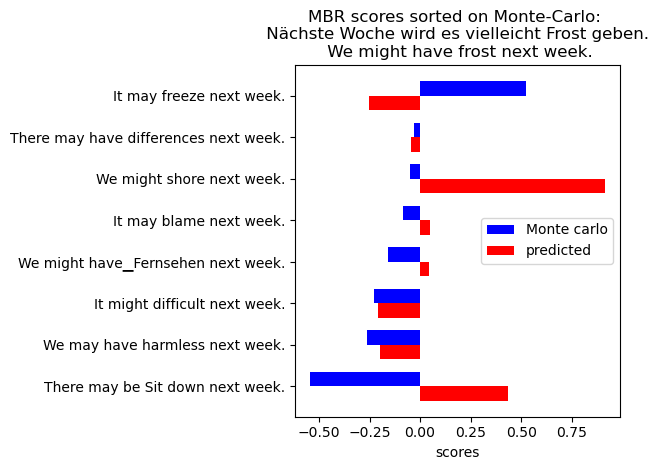 MBR scores sorted on Monte-Carlo:
Nächste Woche wird es vielleicht Frost geben.
We might have frost next week.
It may freeze next week.
There may have differences next week.
We might shore next week.
It may blame next week.
We might have▁Fernsehen next week.
It might difficult next week.
We may have harmless next week.
There may be Sit down next week.
Monte carlo
predicted
−0.50 −0.25 0.00 0.25 0.50 0.75
scores